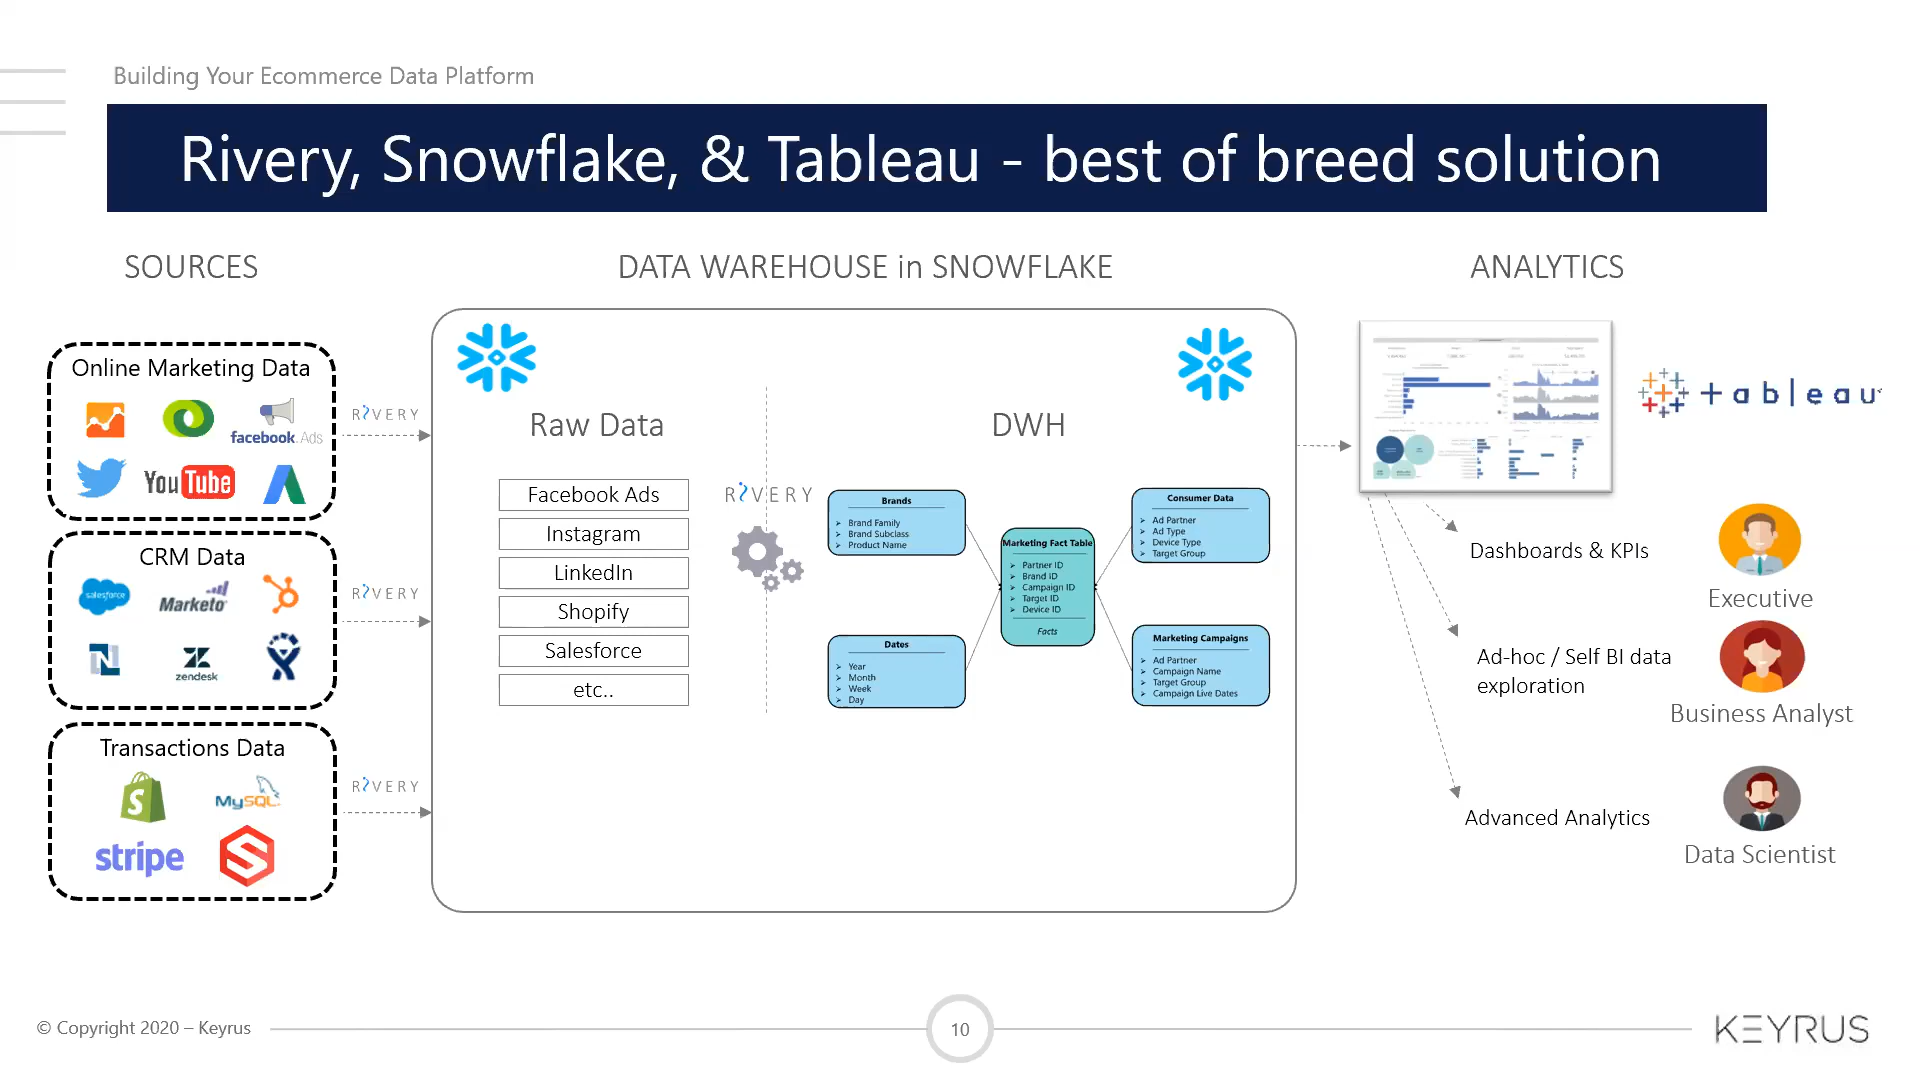 Building Your Ecommerce Data Platform
Rivery, Snowflake, & Tableau - best of breed solution
SOURCES
DATA WAREHOUSE in SNOWFLAKE
ANALYTICS
Online Marketing Data
facebook Ads
YouTube
RIVERY
CRM Data
salesforce
Marketo
N
zendesk
RIVERY
Transactions Data
S
MySQL
stripe
RIVERY
Raw Data
Facebook Ads
Instagram
LinkedIn
Shopify
Salesforce
etc..
RIVERY
DWH
Brands
Brand Family
Brand Subclass
Product Name
Dates
Year
Month
Week
Day
Marketing Fact Table
Partner ID
Brand ID
Campaign ID
Target ID
Device ID
Facts
Consumer Data
Ad Partner
Ad Type
Device Type
Target Group
Marketing Campaigns
Ad Partner
Campaign Name
Target Group
Campaign Live Dates
tableau
Dashboards & KPIs
Executive
Ad-hoc / Self BI data
exploration
Business Analyst
Advanced Analytics
Data Scientist
© Copyright 2020 – Keyrus
10
KEYRUS